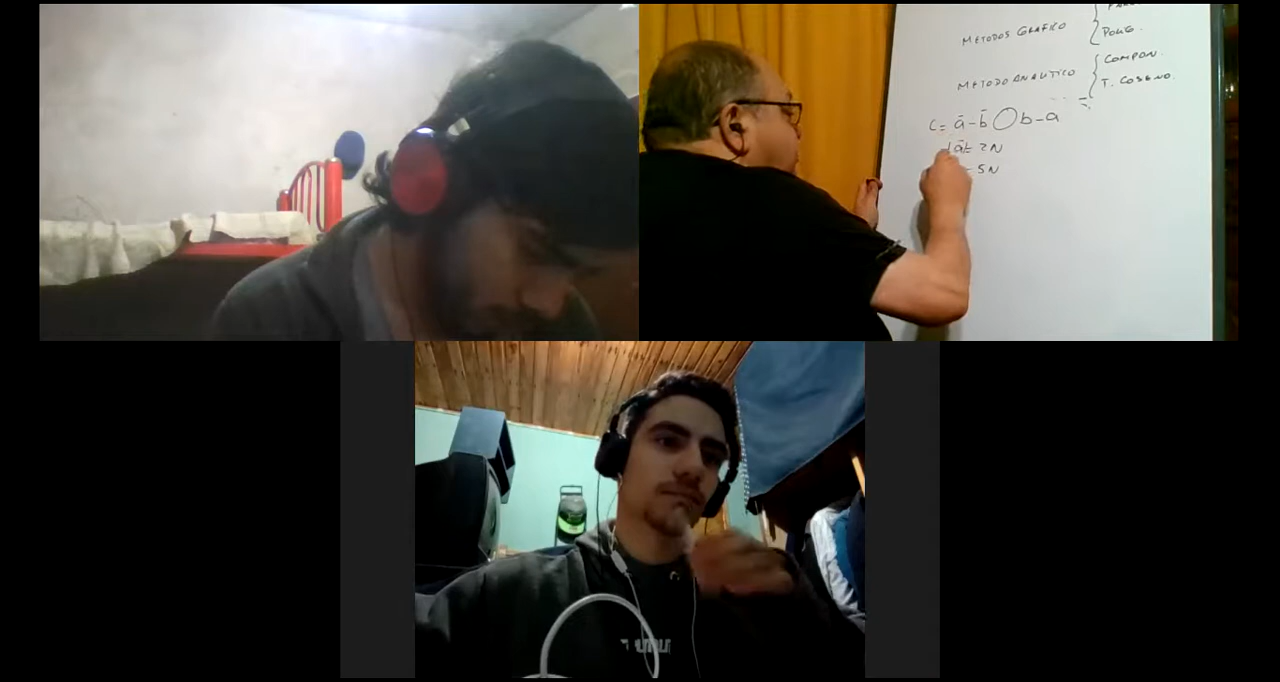 METODOS GRAFICO
POLIG.
METODO ANALITICO
COMPON.
T. COSENO.
C = a̅ - b̅ ◯ b - a̅
|a̅| = 2N
= 5N